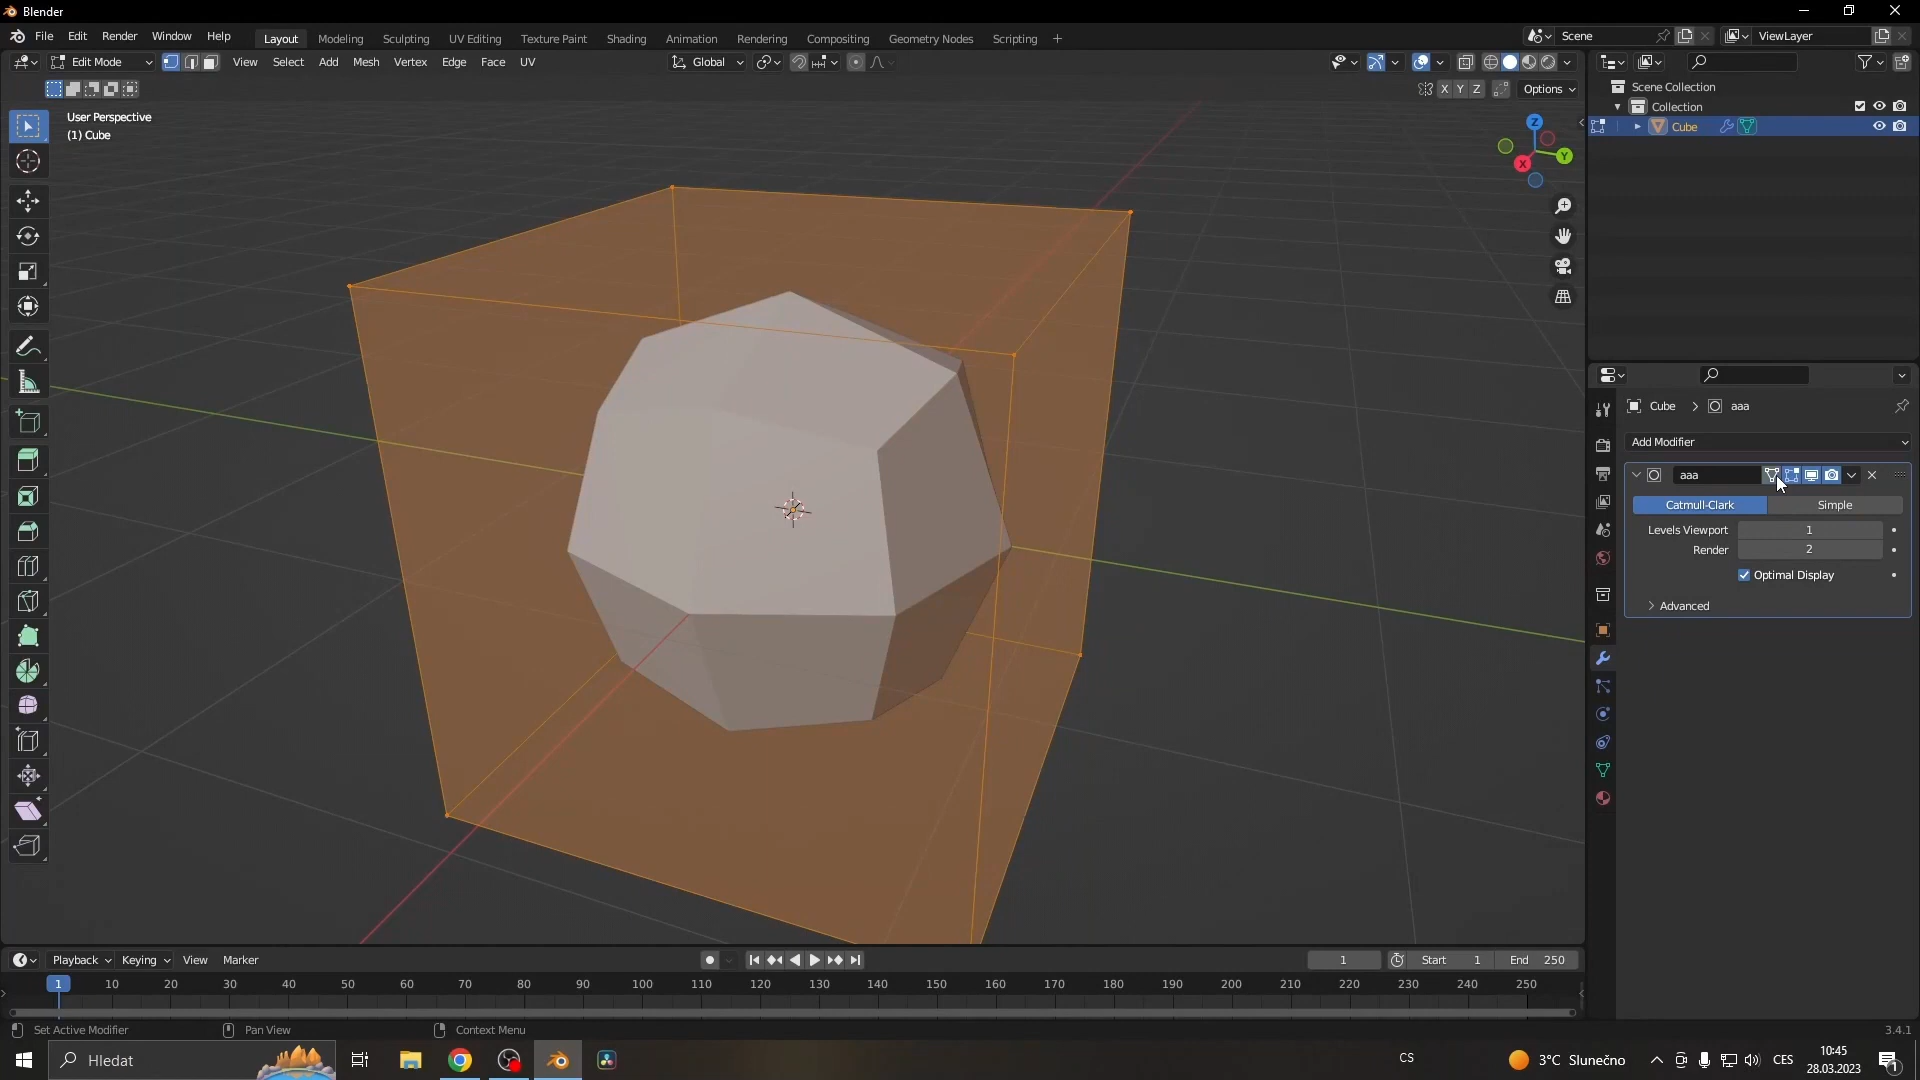 Blender
File Edit Render Window Help
Layout Modeling Sculpting UV Editing Texture Paint Shading Animation Rendering Compositing Geometry Nodes Scripting +
Scene
ViewLayer
Edit Mode
View Select Add Mesh Vertex Edge Face UV
Global
X Y Z
Options
User Perspective
(1) Cube
Z
Y
X
Scene Collection
Collection
Cube
Cube > aaa
Add Modifier
aaa
Catmull-Clark Simple
Levels Viewport 1
Render 2
Optimal Display
Advanced
Playback Keying View Marker
1
Start 1 End 250
1 10 20 30 40 50 60 70 80 90 100 110 120 130 140 150 160 170 180 190 200 210 220 230 240 250
Set Active Modifier Pan View Context Menu
3.4.1
Hledat
CS
3°C Slunečno
CES
10:45
28.03.2023
1